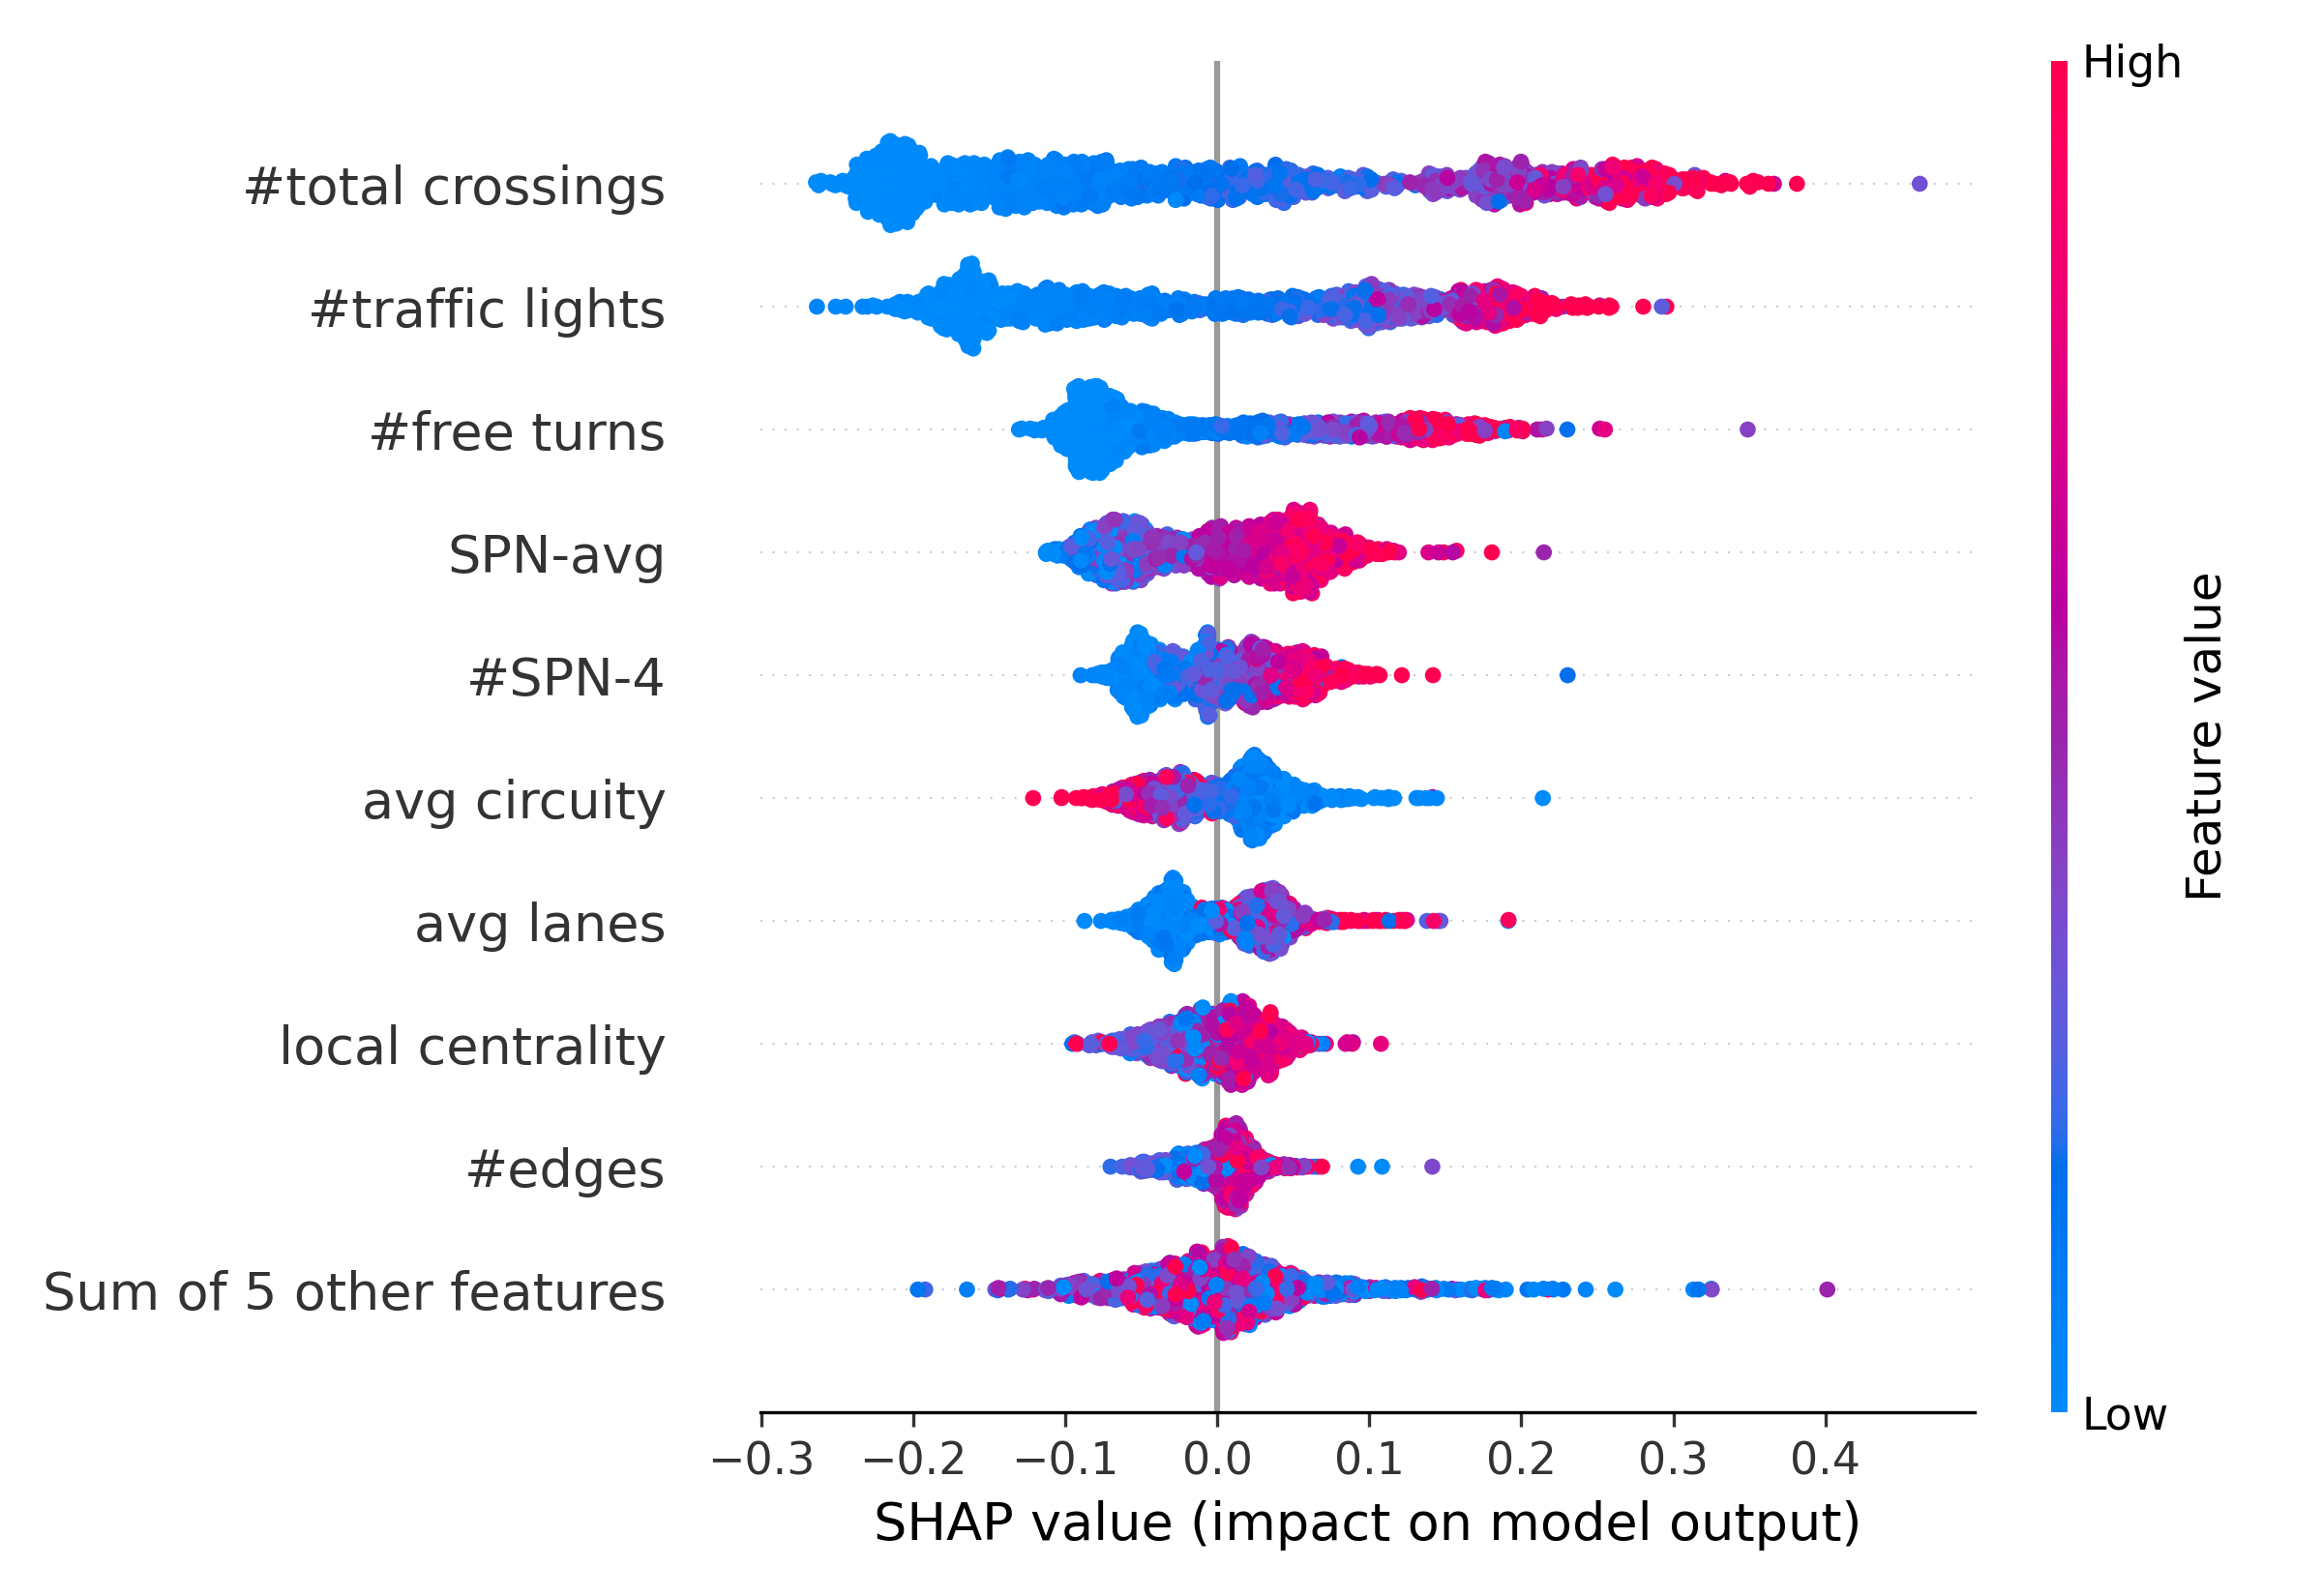 High
#total crossings
#traffic lights
#free turns
SPN-avg
#SPN-4
avg circuity
avg lanes
local centrality
#edges
Sum of 5 other features
Feature value
Low
−0.3 −0.2 −0.1 0.0 0.1 0.2 0.3 0.4
SHAP value (impact on model output)